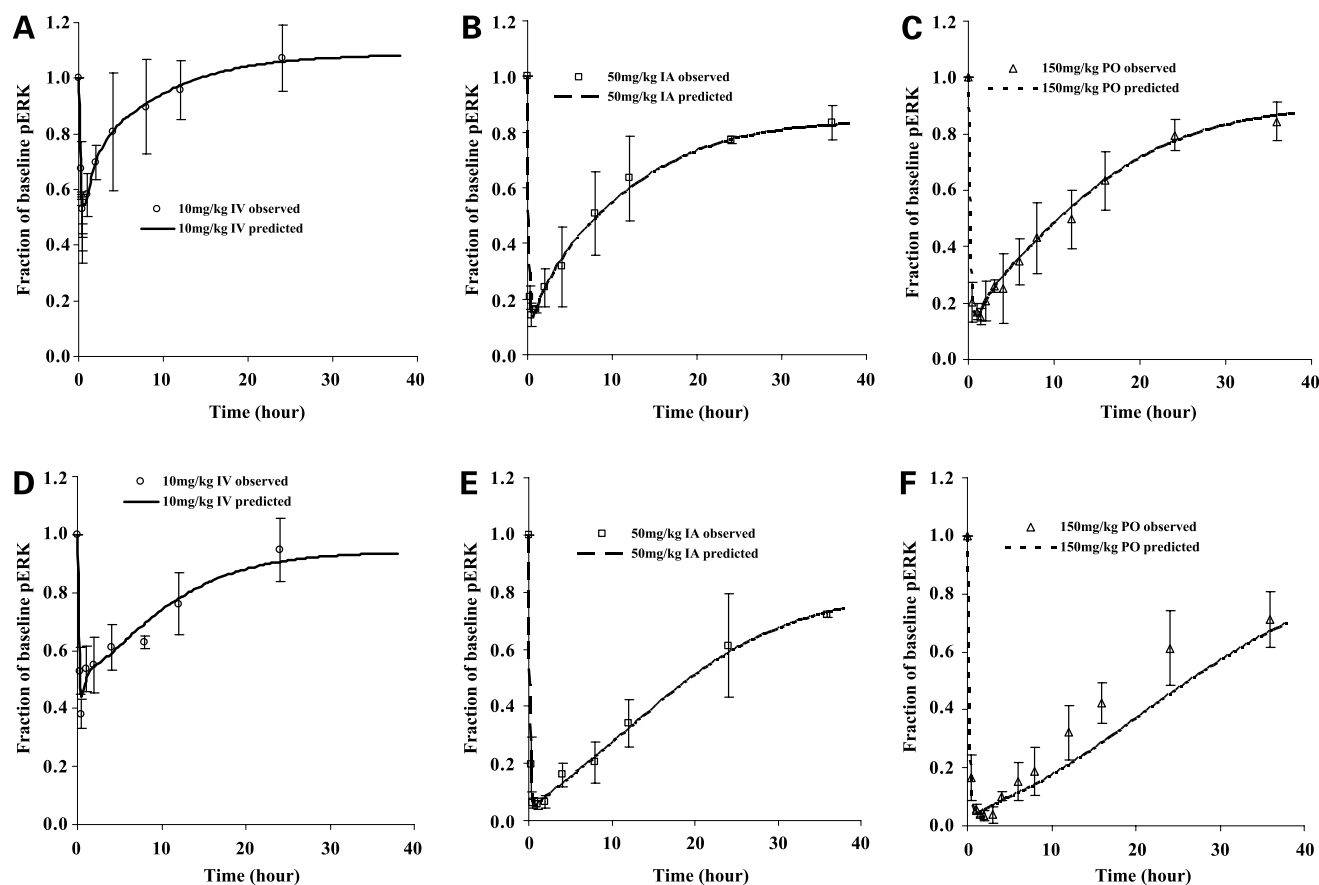 A
Fraction of baseline pERK
1.2
1.0
0.8
0.6
0.4
0.2
0.0
10mg/kg IV observed
10mg/kg IV predicted
0 10 20 30 40
Time (hour)
B
Fraction of baseline pERK
1.2
1.0
0.8
0.6
0.4
0.2
0.0
50mg/kg IA observed
50mg/kg IA predicted
0 10 20 30 40
Time (hour)
C
Fraction of baseline pERK
1.2
1.0
0.8
0.6
0.4
0.2
0.0
150mg/kg PO observed
150mg/kg PO predicted
0 10 20 30 40
Time (hour)
D
Fraction of baseline pERK
1.2
1.0
0.8
0.6
0.4
0.2
0.0
10mg/kg IV observed
10mg/kg IV predicted
0 10 20 30 40
Time (hour)
E
Fraction of baseline pERK
1.2
1.0
0.8
0.6
0.4
0.2
0.0
50mg/kg IA observed
50mg/kg IA predicted
0 10 20 30 40
Time (hour)
F
Fraction of baseline pERK
1.2
1.0
0.8
0.6
0.4
0.2
0.0
150mg/kg PO observed
150mg/kg PO predicted
0 10 20 30 40
Time (hour)